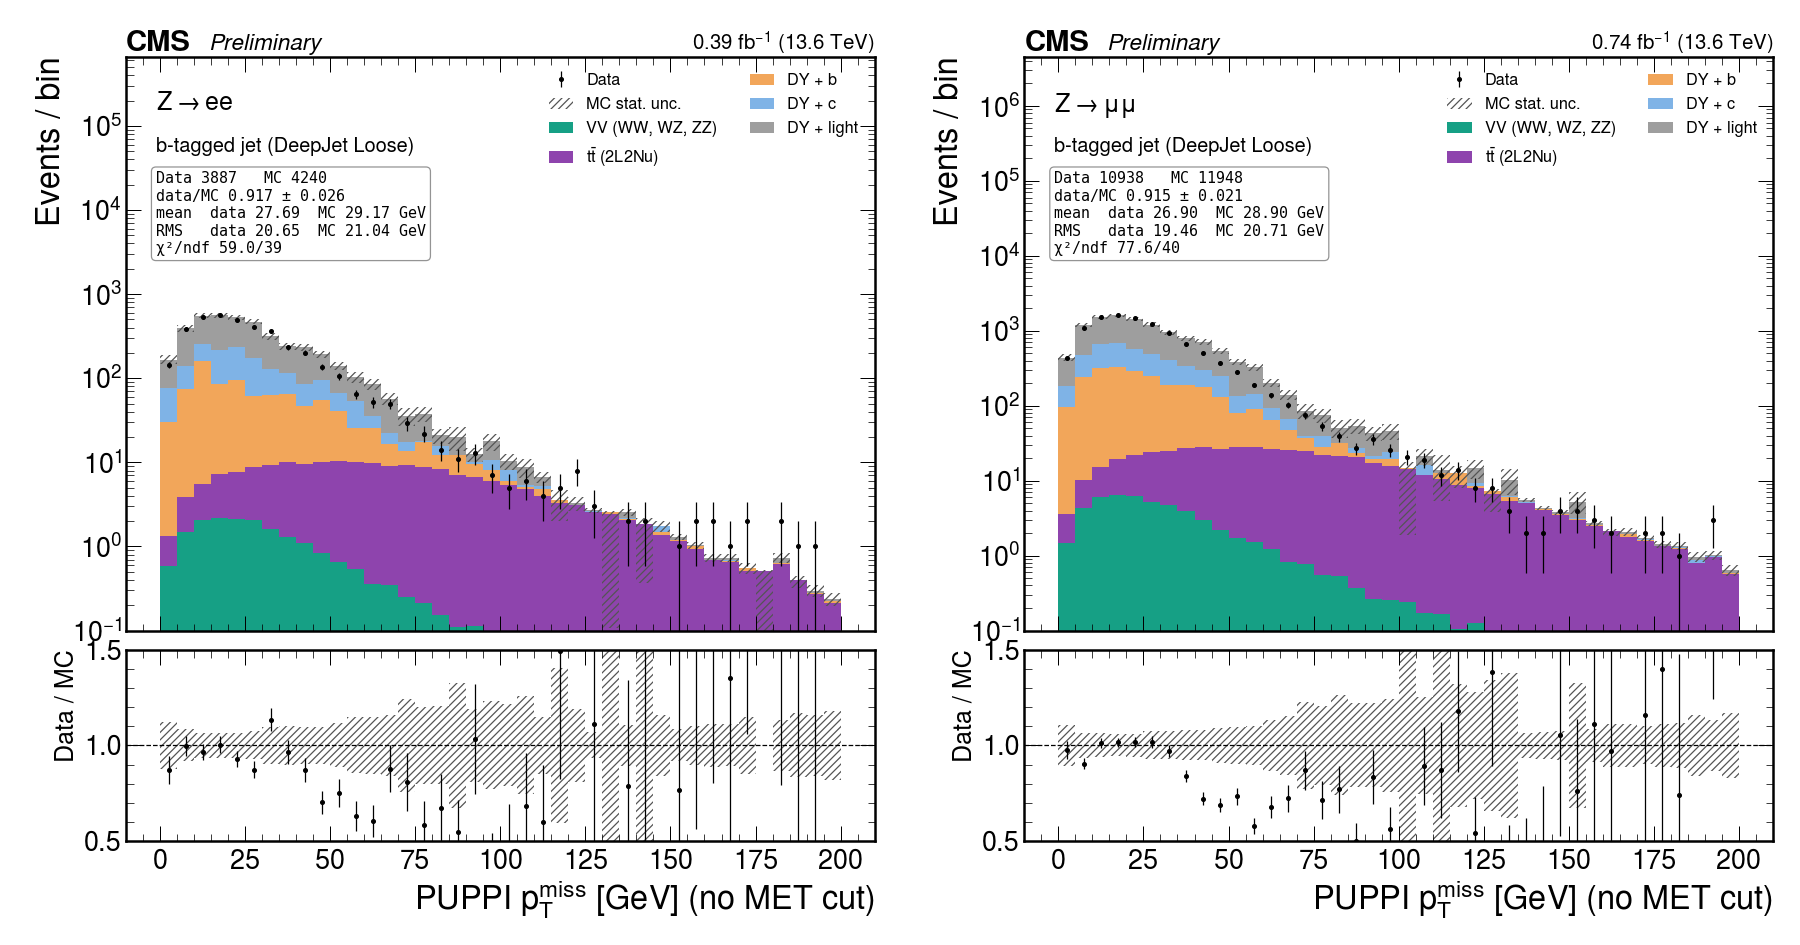 CMS Preliminary 0.39 fb⁻¹ (13.6 TeV)
Events / bin
Z → ee
b-tagged jet (DeepJet Loose)
Data 3887 MC 4240
data/MC 0.917 ± 0.026
mean data 27.69 MC 29.17 GeV
RMS data 20.65 MC 21.04 GeV
χ²/ndf 59.0/39
Data
MC stat. unc.
VV (WW, WZ, ZZ)
tt̄ (2L2Nu)
DY + b
DY + c
DY + light
10⁵
10⁴
10³
10²
10¹
10⁰
10⁻¹
Data / MC
1.5
1.0
0.5
0 25 50 75 100 125 150 175 200
PUPPI p_T^miss [GeV] (no MET cut)
CMS Preliminary 0.74 fb⁻¹ (13.6 TeV)
Events / bin
Z → μμ
b-tagged jet (DeepJet Loose)
Data 10938 MC 11948
data/MC 0.915 ± 0.021
mean data 26.90 MC 28.90 GeV
RMS data 19.46 MC 20.71 GeV
χ²/ndf 77.6/40
Data
MC stat. unc.
VV (WW, WZ, ZZ)
tt̄ (2L2Nu)
DY + b
DY + c
DY + light
10⁶
10⁵
10⁴
10³
10²
10¹
10⁰
10⁻¹
Data / MC
1.5
1.0
0.5
0 25 50 75 100 125 150 175 200
PUPPI p_T^miss [GeV] (no MET cut)